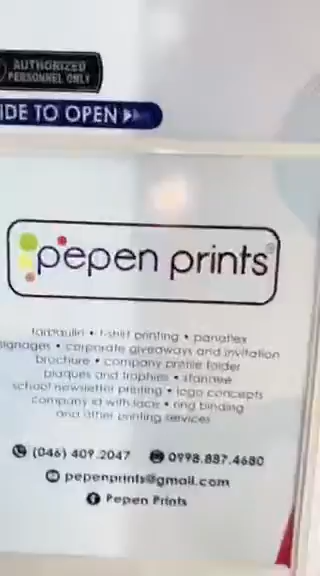 AUTHORIZED
PERSONNEL ONLY
IDE TO OPEN
pepen prints®
tarpaulin • t-shirt printing • panaflex
signages • corporate giveaways and invitation
brochure • company profile folder
plaques and trophies • standee
school newsletter printing • logo concepts
company id with lace • ring binding
and other printing services
(046) 409.2047 0998.887.4680
pepenprints@gmail.com
Pepen Prints